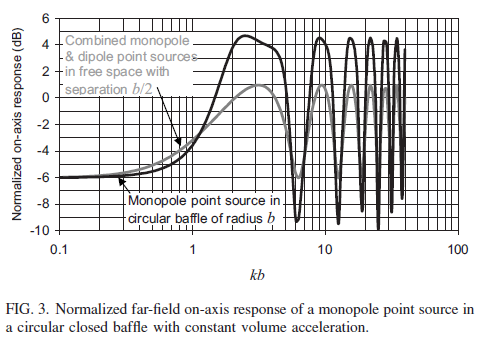 6
4
2
0
-2
-4
-6
-8
-10
Normalized on-axis response (dB)
Combined monopole
& dipole point sources
in free space with
separation b/2
Monopole point source in
circular baffle of radius b
0.1
1
10
100
kb
FIG. 3. Normalized far-field on-axis response of a monopole point source in
a circular closed baffle with constant volume acceleration.